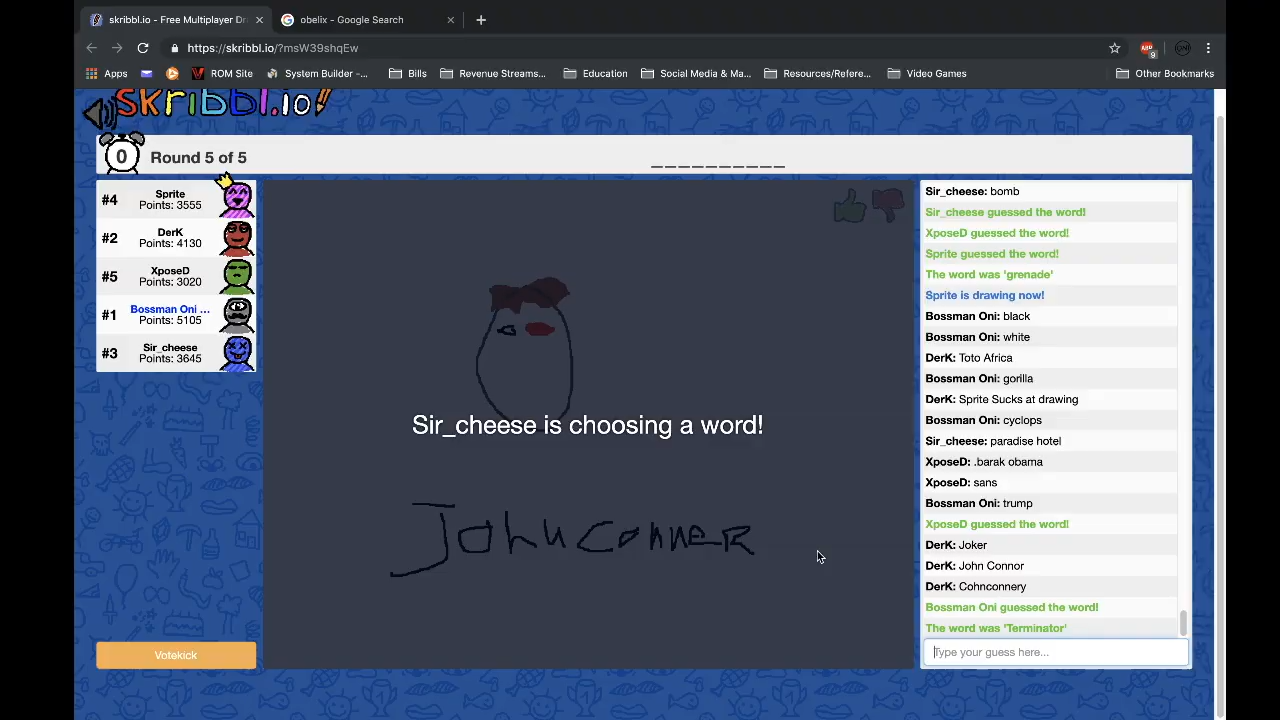 skribbl.io - Free Multiplayer Dr
obelix - Google Search
https://skribbl.io/?msW39shqEw
9
Apps
ROM Site
System Builder -...
Bills
Revenue Streams...
Education
Social Media & Ma...
Resources/Refere...
Video Games
Other Bookmarks
skribbl.io
0
Round 5 of 5
_ _ _ _ _ _ _ _ _ _
#4 Sprite
Points: 3555
#2 DerK
Points: 4130
#5 XposeD
Points: 3020
#1 Bossman Oni ...
Points: 5105
#3 Sir_cheese
Points: 3645
Votekick
Sir_cheese is choosing a word!
John conner
Sir_cheese: bomb
Sir_cheese guessed the word!
XposeD guessed the word!
Sprite guessed the word!
The word was 'grenade'
Sprite is drawing now!
Bossman Oni: black
Bossman Oni: white
DerK: Toto Africa
Bossman Oni: gorilla
DerK: Sprite Sucks at drawing
Bossman Oni: cyclops
Sir_cheese: paradise hotel
XposeD: .barak obama
XposeD: sans
Bossman Oni: trump
XposeD guessed the word!
DerK: Joker
DerK: John Connor
DerK: Cohnconnery
Bossman Oni guessed the word!
The word was 'Terminator'
Type your guess here...